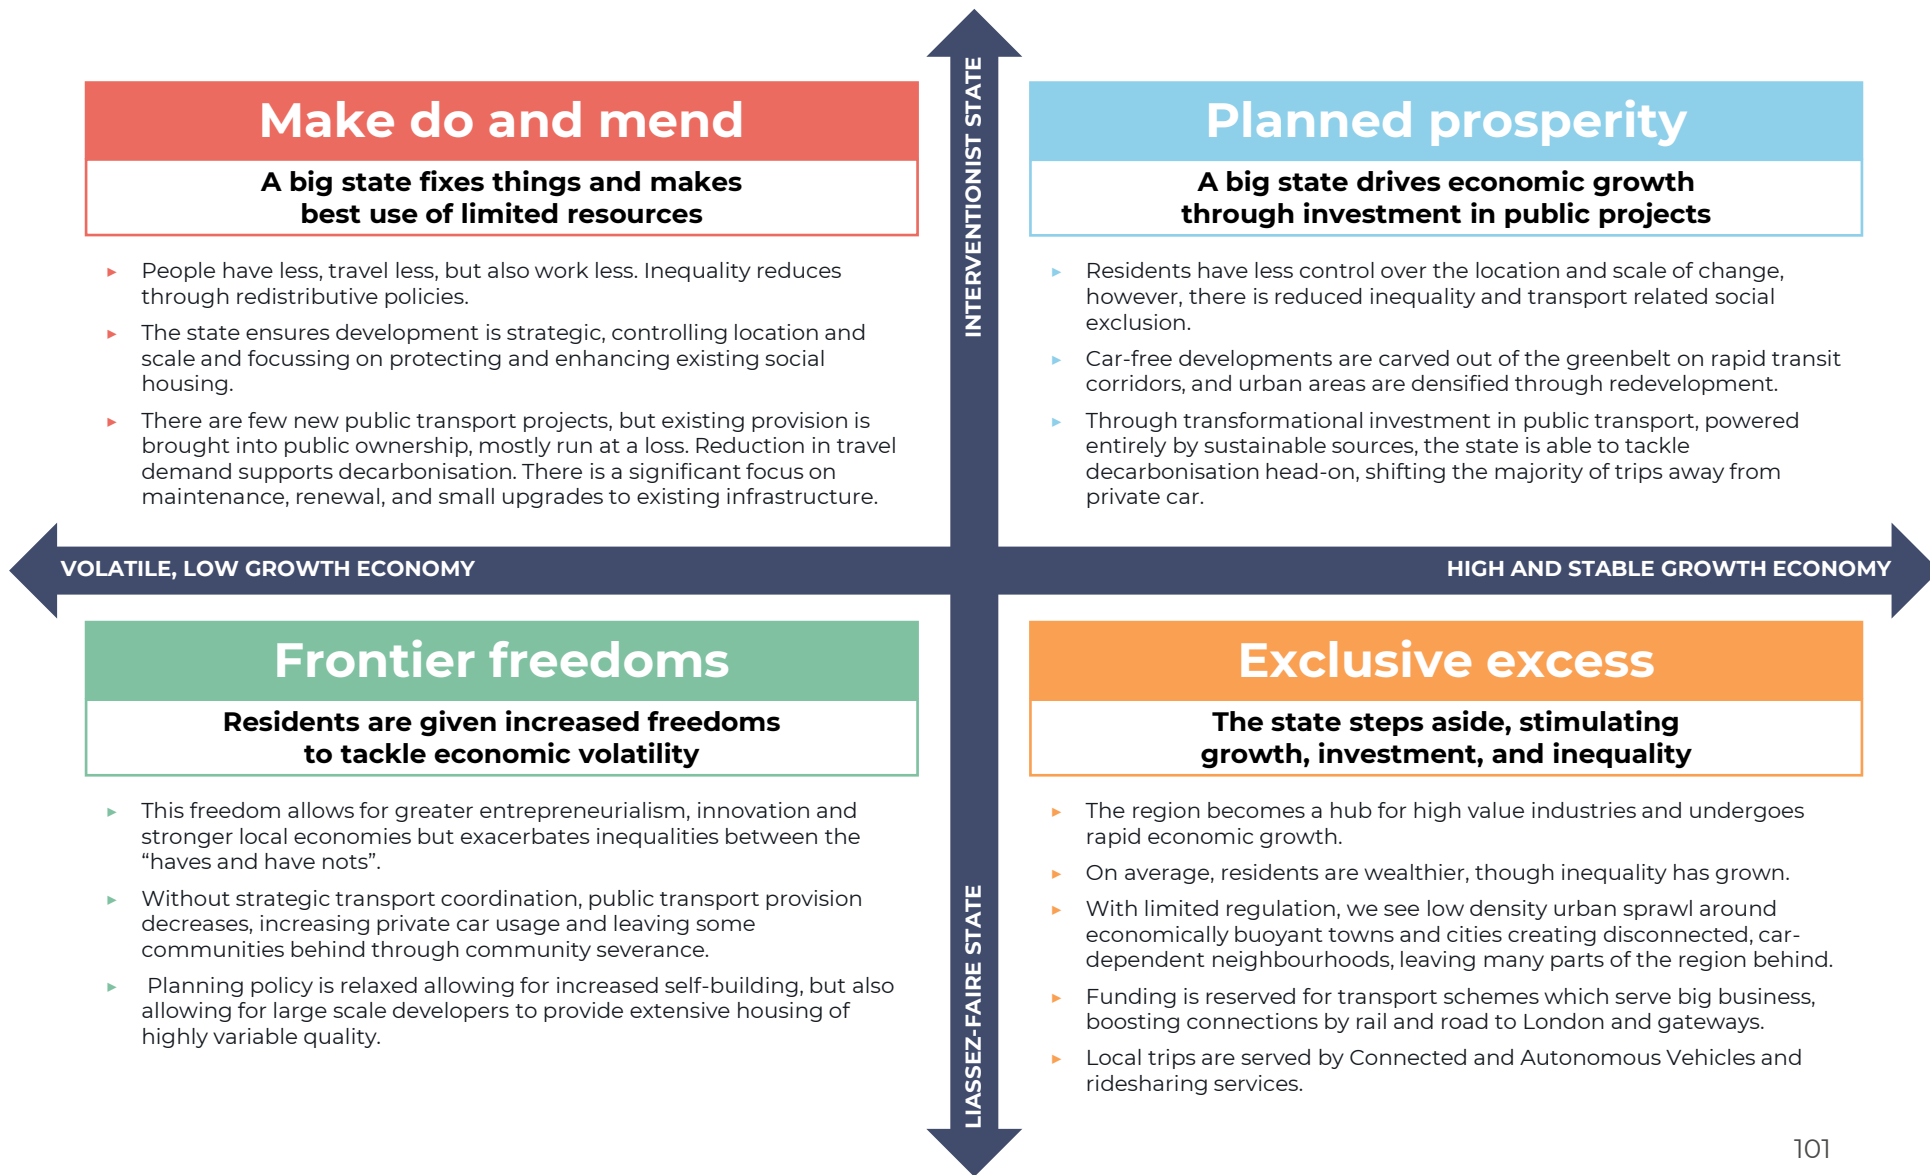 INTERVENTIONIST STATE
Make do and mend
A big state fixes things and makes
best use of limited resources
▸ People have less, travel less, but also work less. Inequality reduces
through redistributive policies.
▸ The state ensures development is strategic, controlling location and
scale and focussing on protecting and enhancing existing social
housing.
▸ There are few new public transport projects, but existing provision is
brought into public ownership, mostly run at a loss. Reduction in travel
demand supports decarbonisation. There is a significant focus on
maintenance, renewal, and small upgrades to existing infrastructure.
Planned prosperity
A big state drives economic growth
through investment in public projects
▸ Residents have less control over the location and scale of change,
however, there is reduced inequality and transport related social
exclusion.
▸ Car-free developments are carved out of the greenbelt on rapid transit
corridors, and urban areas are densified through redevelopment.
▸ Through transformational investment in public transport, powered
entirely by sustainable sources, the state is able to tackle
decarbonisation head-on, shifting the majority of trips away from
private car.
VOLATILE, LOW GROWTH ECONOMY
HIGH AND STABLE GROWTH ECONOMY
Frontier freedoms
Residents are given increased freedoms
to tackle economic volatility
▸ This freedom allows for greater entrepreneurialism, innovation and
stronger local economies but exacerbates inequalities between the
“haves and have nots”.
▸ Without strategic transport coordination, public transport provision
decreases, increasing private car usage and leaving some
communities behind through community severance.
▸ Planning policy is relaxed allowing for increased self-building, but also
allowing for large scale developers to provide extensive housing of
highly variable quality.
Exclusive excess
The state steps aside, stimulating
growth, investment, and inequality
▸ The region becomes a hub for high value industries and undergoes
rapid economic growth.
▸ On average, residents are wealthier, though inequality has grown.
▸ With limited regulation, we see low density urban sprawl around
economically buoyant towns and cities creating disconnected, car-
dependent neighbourhoods, leaving many parts of the region behind.
▸ Funding is reserved for transport schemes which serve big business,
boosting connections by rail and road to London and gateways.
▸ Local trips are served by Connected and Autonomous Vehicles and
ridesharing services.
LIASSEZ-FAIRE STATE
101